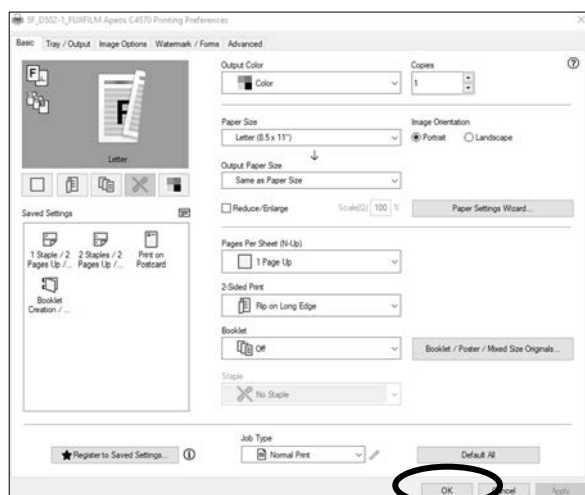 5F_D502-1_FUJIFILM Apeos C4570 Printing Preferences
Basic Tray / Output Image Options Watermark / Forms Advanced
Output Color
Color
Copies
1
Letter
Paper Size
Letter (8.5 x 11")
Image Orientation
Portrait Landscape
Output Paper Size
Same as Paper Size
Reduce/Enlarge Scale(Q) 100 %
Paper Settings Wizard...
Saved Settings
1 Staple / 2
Pages Up /...
2 Staples / 2
Pages Up /...
Print on
Postcard
Booklet
Creation / ...
Pages Per Sheet (N-Up)
1 Page Up
2-Sided Print
Flip on Long Edge
Booklet
Off
Booklet / Poster / Mixed Size Originals...
Staple
No Staple
Register to Saved Settings...
Job Type
Normal Print
Default All
OK Cancel Apply